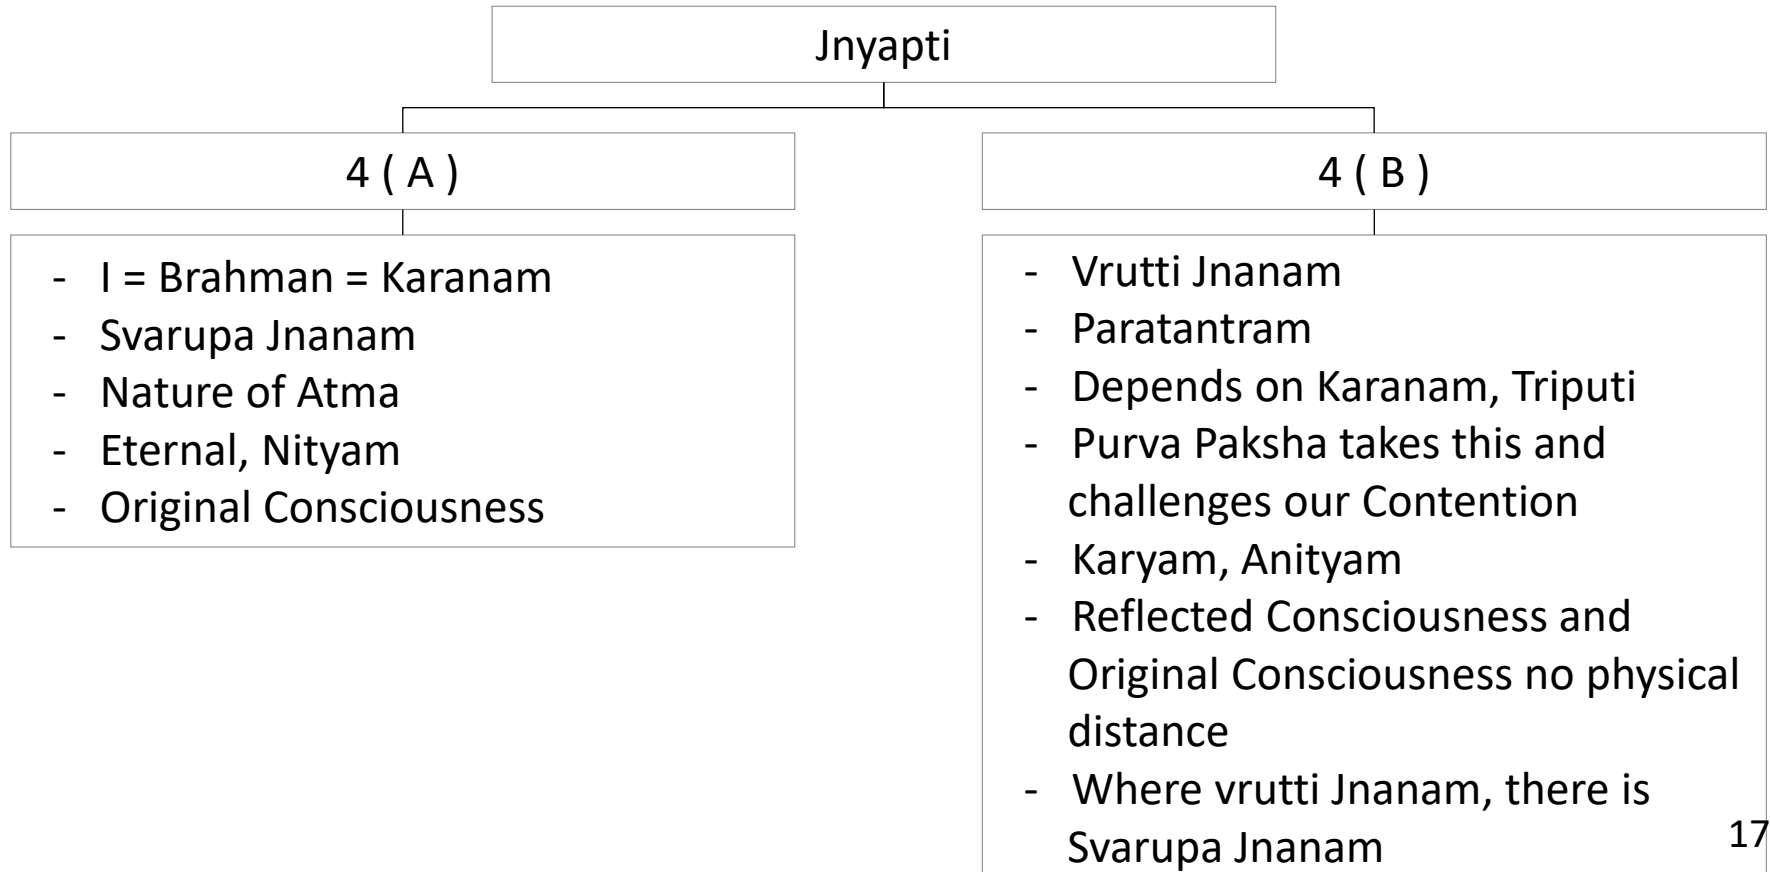 Jnyapti
4 ( A )
- I = Brahman = Karanam
- Svarupa Jnanam
- Nature of Atma
- Eternal, Nityam
- Original Consciousness
4 ( B )
- Vrutti Jnanam
- Paratantram
- Depends on Karanam, Triputi
- Purva Paksha takes this and
challenges our Contention
- Karyam, Anityam
- Reflected Consciousness and
Original Consciousness no physical
distance
- Where vrutti Jnanam, there is
Svarupa Jnanam
17